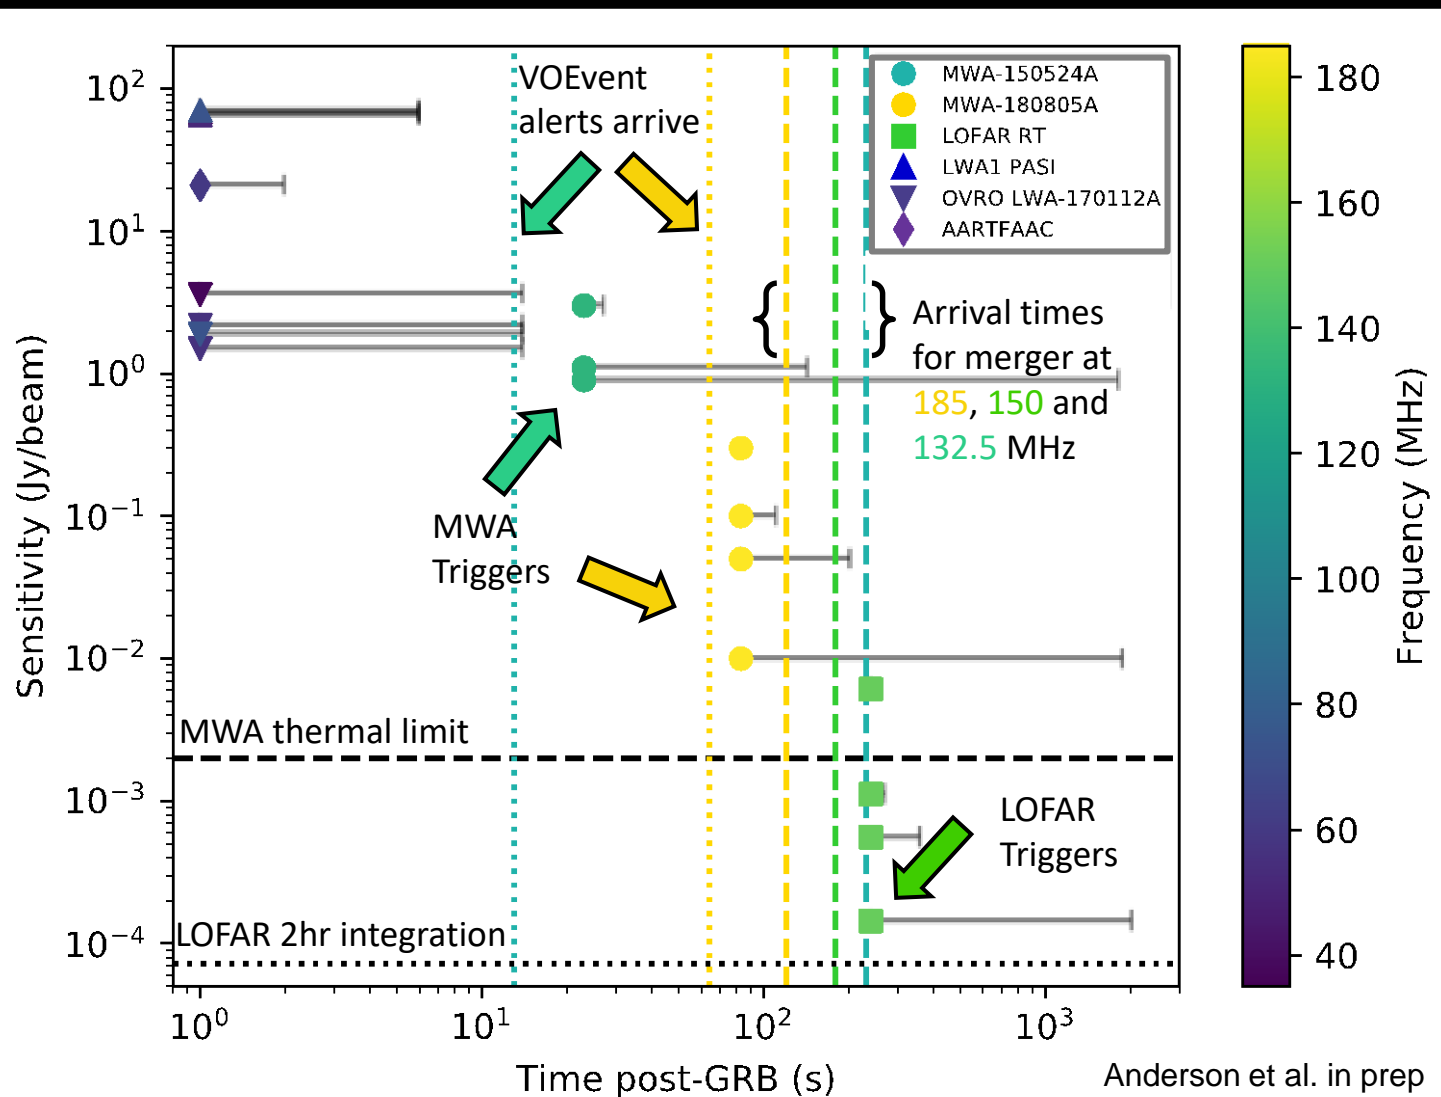 VOEvent
alerts arrive
MWA-150524A
MWA-180805A
LOFAR RT
LWA1 PASI
OVRO LWA-170112A
AARTFAAC
Arrival times
for merger at
185, 150 and
132.5 MHz
MWA
Triggers
MWA thermal limit
LOFAR
Triggers
LOFAR 2hr integration
Sensitivity (Jy/beam)
10²
10¹
10⁰
10⁻¹
10⁻²
10⁻³
10⁻⁴
10⁰ 10¹ 10² 10³
Time post-GRB (s)
180
160
140
120
100
80
60
40
Frequency (MHz)
Anderson et al. in prep